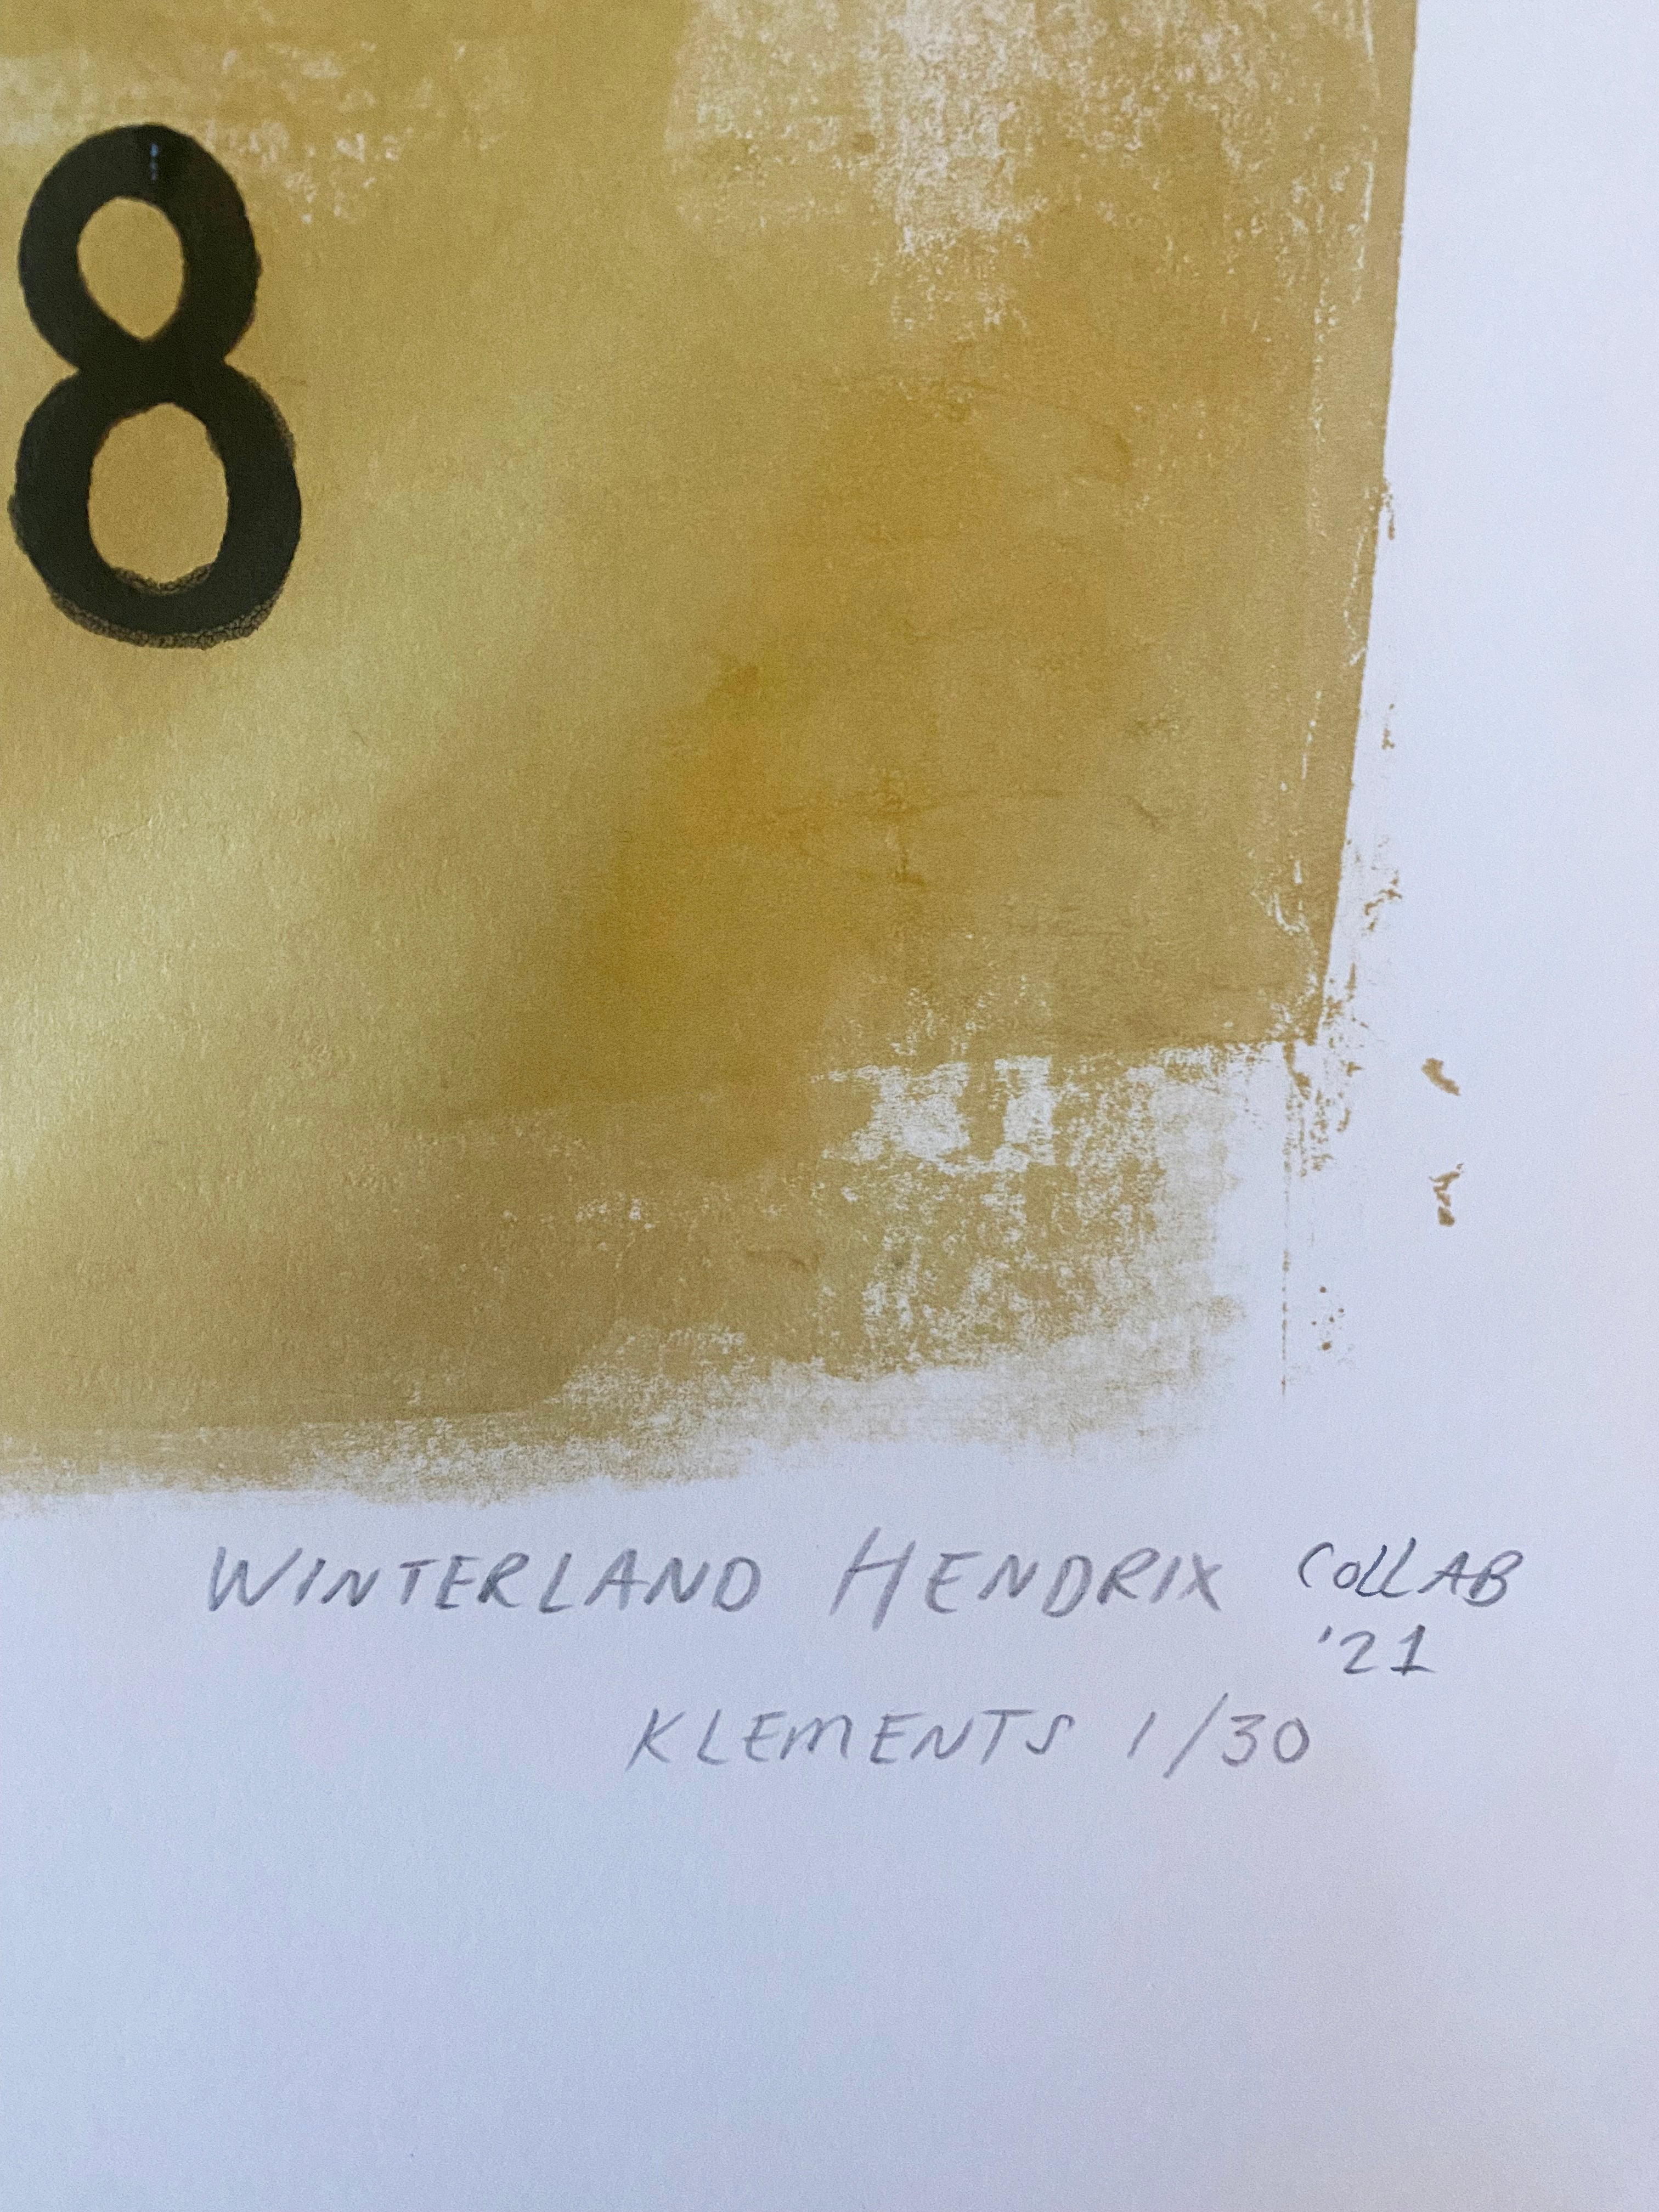 8
WINTERLAND HENDRIX COLLAB
'21
KLEMENTS 1/30